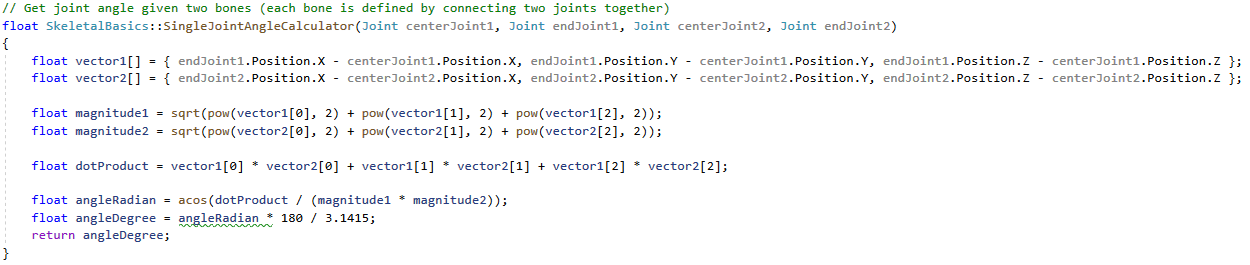 // Get joint angle given two bones (each bone is defined by connecting two joints together)
float SkeletalBasics::SingleJointAngleCalculator(Joint centerJoint1, Joint endJoint1, Joint centerJoint2, Joint endJoint2)
{
    float vector1[] = { endJoint1.Position.X - centerJoint1.Position.X, endJoint1.Position.Y - centerJoint1.Position.Y, endJoint1.Position.Z - centerJoint1.Position.Z };
    float vector2[] = { endJoint2.Position.X - centerJoint2.Position.X, endJoint2.Position.Y - centerJoint2.Position.Y, endJoint2.Position.Z - centerJoint2.Position.Z };

    float magnitude1 = sqrt(pow(vector1[0], 2) + pow(vector1[1], 2) + pow(vector1[2], 2));
    float magnitude2 = sqrt(pow(vector2[0], 2) + pow(vector2[1], 2) + pow(vector2[2], 2));

    float dotProduct = vector1[0] * vector2[0] + vector1[1] * vector2[1] + vector1[2] * vector2[2];

    float angleRadian = acos(dotProduct / (magnitude1 * magnitude2));
    float angleDegree = angleRadian * 180 / 3.1415;
    return angleDegree;
}